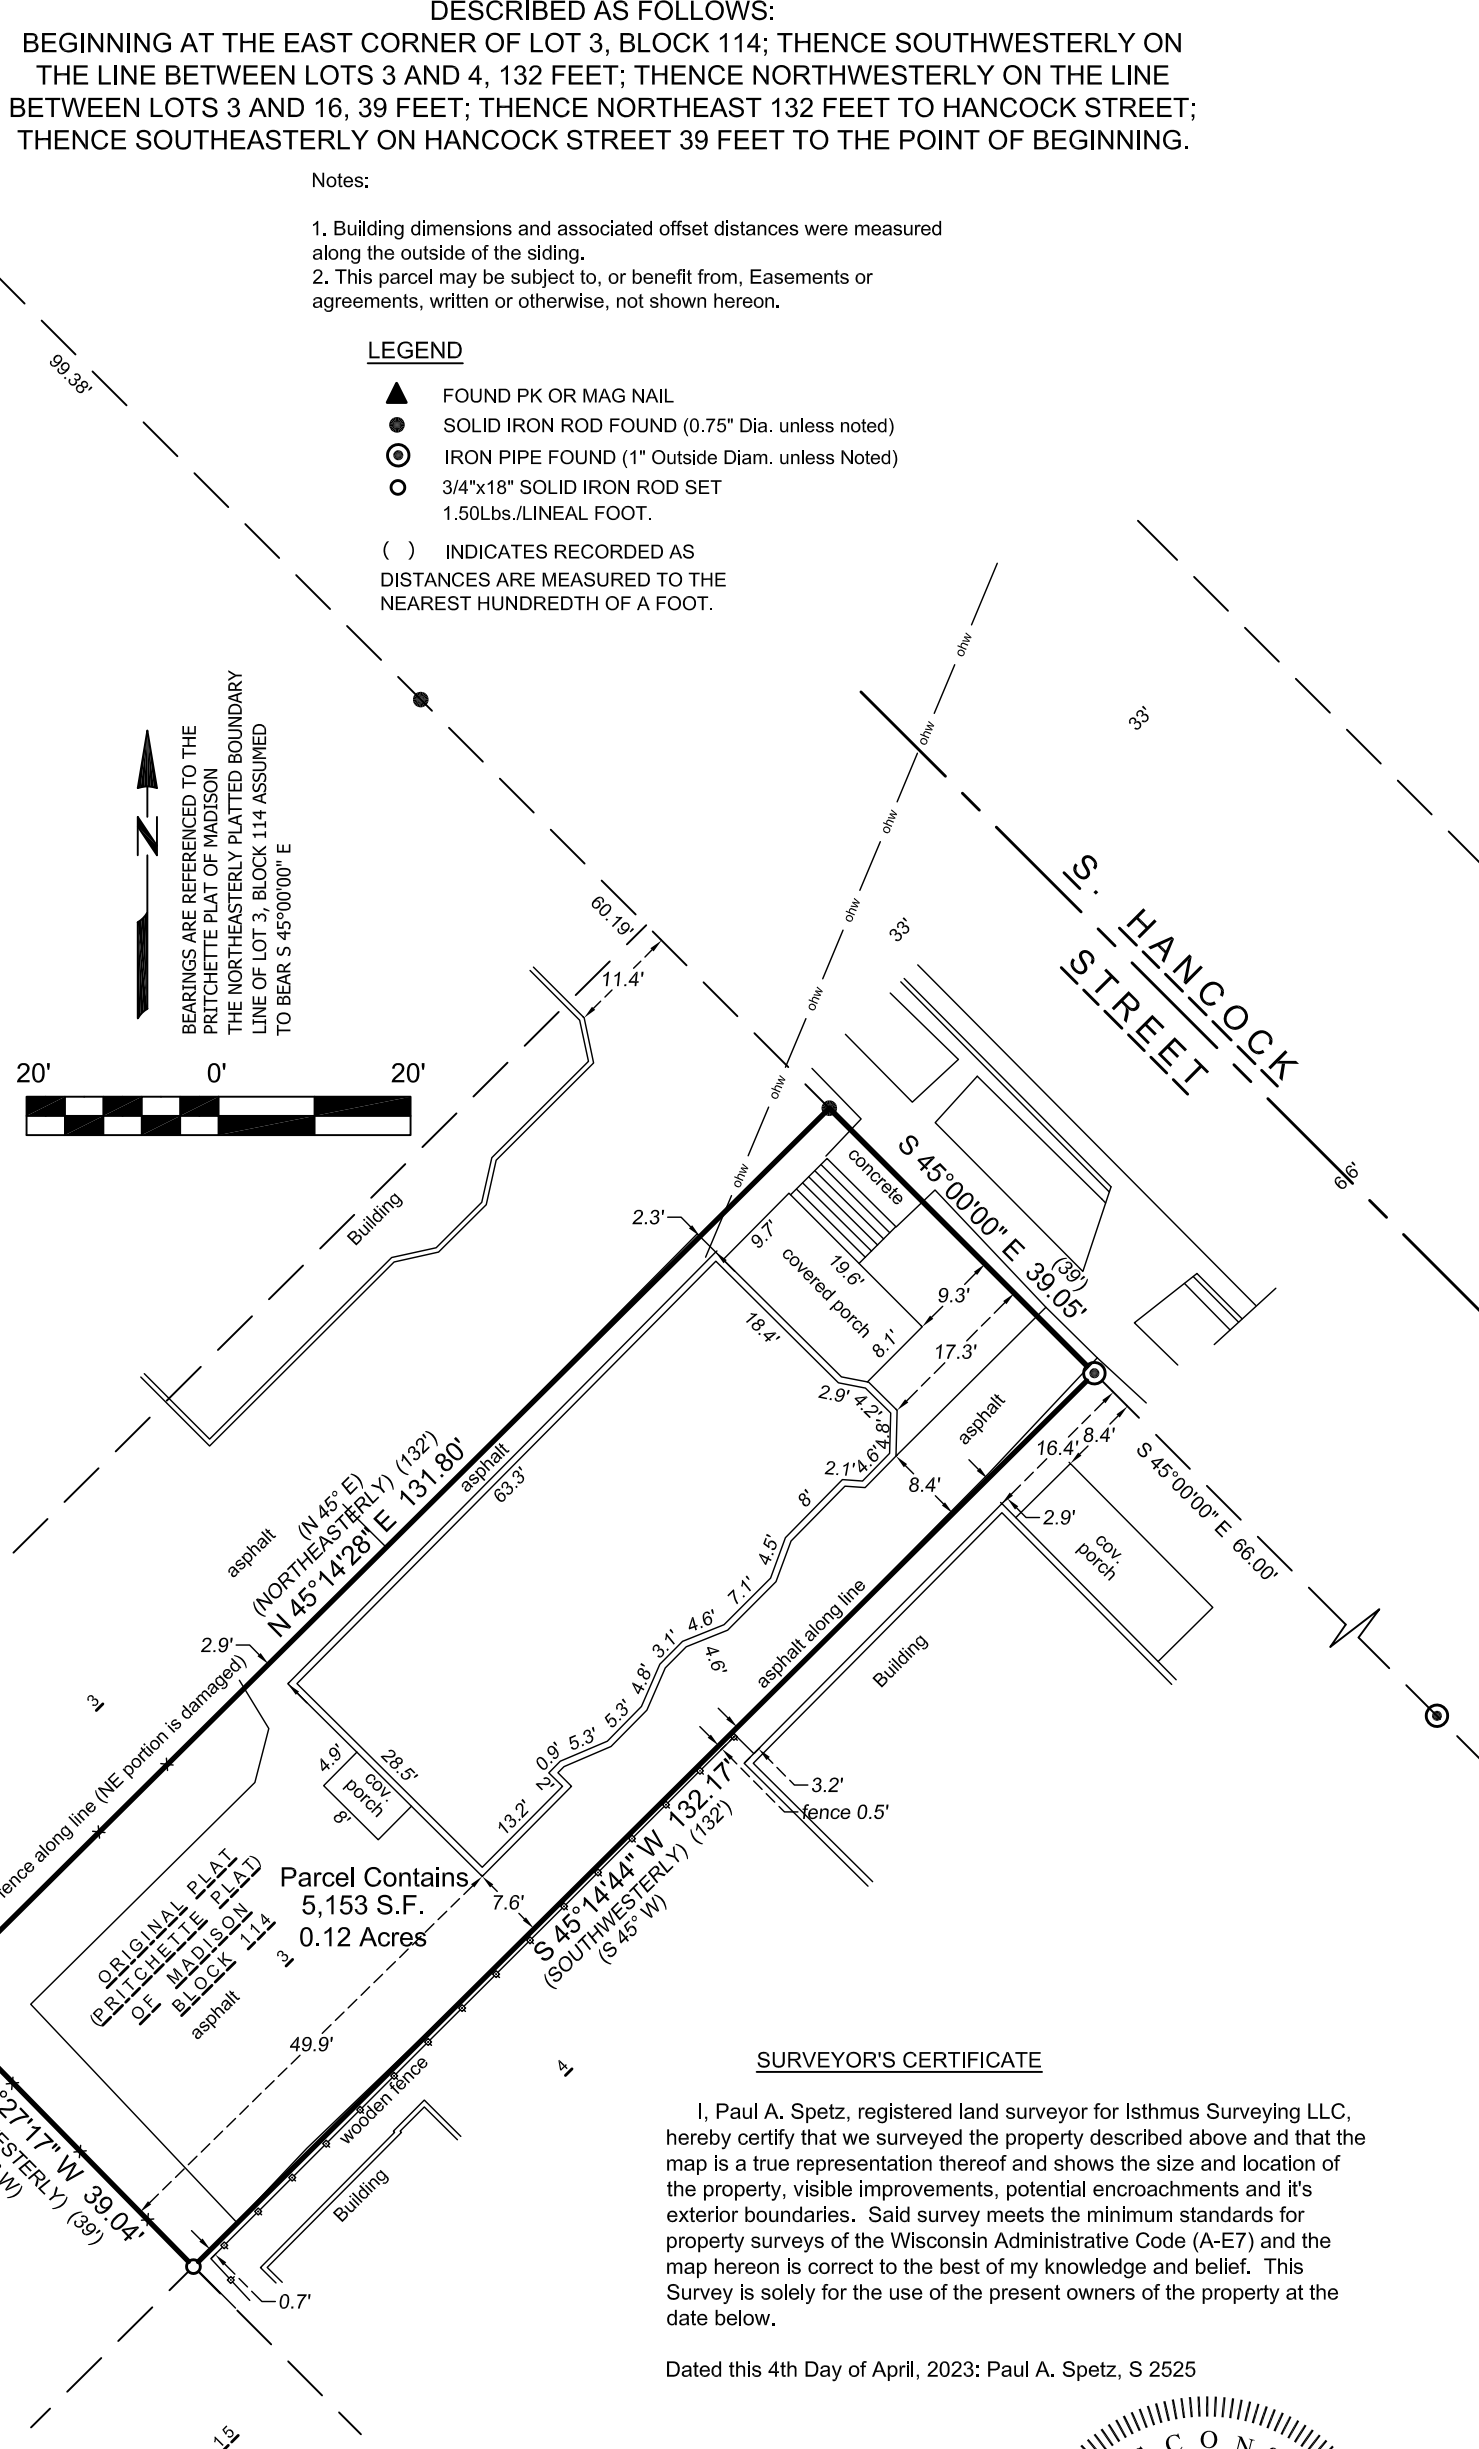 DESCRIBED AS FOLLOWS:
BEGINNING AT THE EAST CORNER OF LOT 3, BLOCK 114; THENCE SOUTHWESTERLY ON
THE LINE BETWEEN LOTS 3 AND 4, 132 FEET; THENCE NORTHWESTERLY ON THE LINE
BETWEEN LOTS 3 AND 16, 39 FEET; THENCE NORTHEAST 132 FEET TO HANCOCK STREET;
THENCE SOUTHEASTERLY ON HANCOCK STREET 39 FEET TO THE POINT OF BEGINNING.
Notes:
1. Building dimensions and associated offset distances were measured
along the outside of the siding.
2. This parcel may be subject to, or benefit from, Easements or
agreements, written or otherwise, not shown hereon.
LEGEND
FOUND PK OR MAG NAIL
SOLID IRON ROD FOUND (0.75" Dia. unless noted)
IRON PIPE FOUND (1" Outside Diam. unless Noted)
3/4"x18" SOLID IRON ROD SET
1.50Lbs./LINEAL FOOT.
( ) INDICATES RECORDED AS
DISTANCES ARE MEASURED TO THE
NEAREST HUNDREDTH OF A FOOT.
99.38'
ohw
33'
ohw
ohw
ohw
ohw
ohw
ohw
33'
S. HANCOCK
STREET
66'
N
BEARINGS ARE REFERENCED TO THE
PRITCHETTE PLAT OF MADISON
THE NORTHEASTERLY PLATTED BOUNDARY
LINE OF LOT 3, BLOCK 114 ASSUMED
TO BEAR S 45°00'00" E
20' 0' 20'
60.19'
11.4'
Building
2.3'
concrete
S 45°00'00" E 39.05'
(39')
9.7'
19.6'
covered porch
8.1'
9.3'
17.3'
18.4'
2.9'
4.2'
4.8'
4.6'
2.1'
8'
4.5'
7.1'
4.6'
4.6'
3.1'
4.8'
5.3'
5.3'
0.9'
2'
13.2'
asphalt
8.4'
16.4'
8.4'
2.9'
cov.
porch
S 45°00'00" E 66.00'
asphalt
63.3'
(N 45° E)
(NORTHEASTERLY) (132')
N 45°14'28" E 131.80'
asphalt
2.9'
3
fence along line (NE portion is damaged)
asphalt along line
Building
4.9'
28.5'
cov.
porch
8'
3.2'
fence 0.5'
S 45°14'44" W 132.17'
(SOUTHWESTERLY) (132')
(S 45° W)
7.6'
Parcel Contains
5,153 S.F.
0.12 Acres
ORIGINAL PLAT
(PRITCHETTE PLAT)
OF MADISON
BLOCK 114
3
asphalt
49.9'
wooden fence
4
Building
°27'17" W 39.04'
ESTERLY) (39')
W)
0.7'
15
SURVEYOR'S CERTIFICATE
I, Paul A. Spetz, registered land surveyor for Isthmus Surveying LLC,
hereby certify that we surveyed the property described above and that the
map is a true representation thereof and shows the size and location of
the property, visible improvements, potential encroachments and it's
exterior boundaries. Said survey meets the minimum standards for
property surveys of the Wisconsin Administrative Code (A-E7) and the
map hereon is correct to the best of my knowledge and belief. This
Survey is solely for the use of the present owners of the property at the
date below.
Dated this 4th Day of April, 2023: Paul A. Spetz, S 2525
C O N